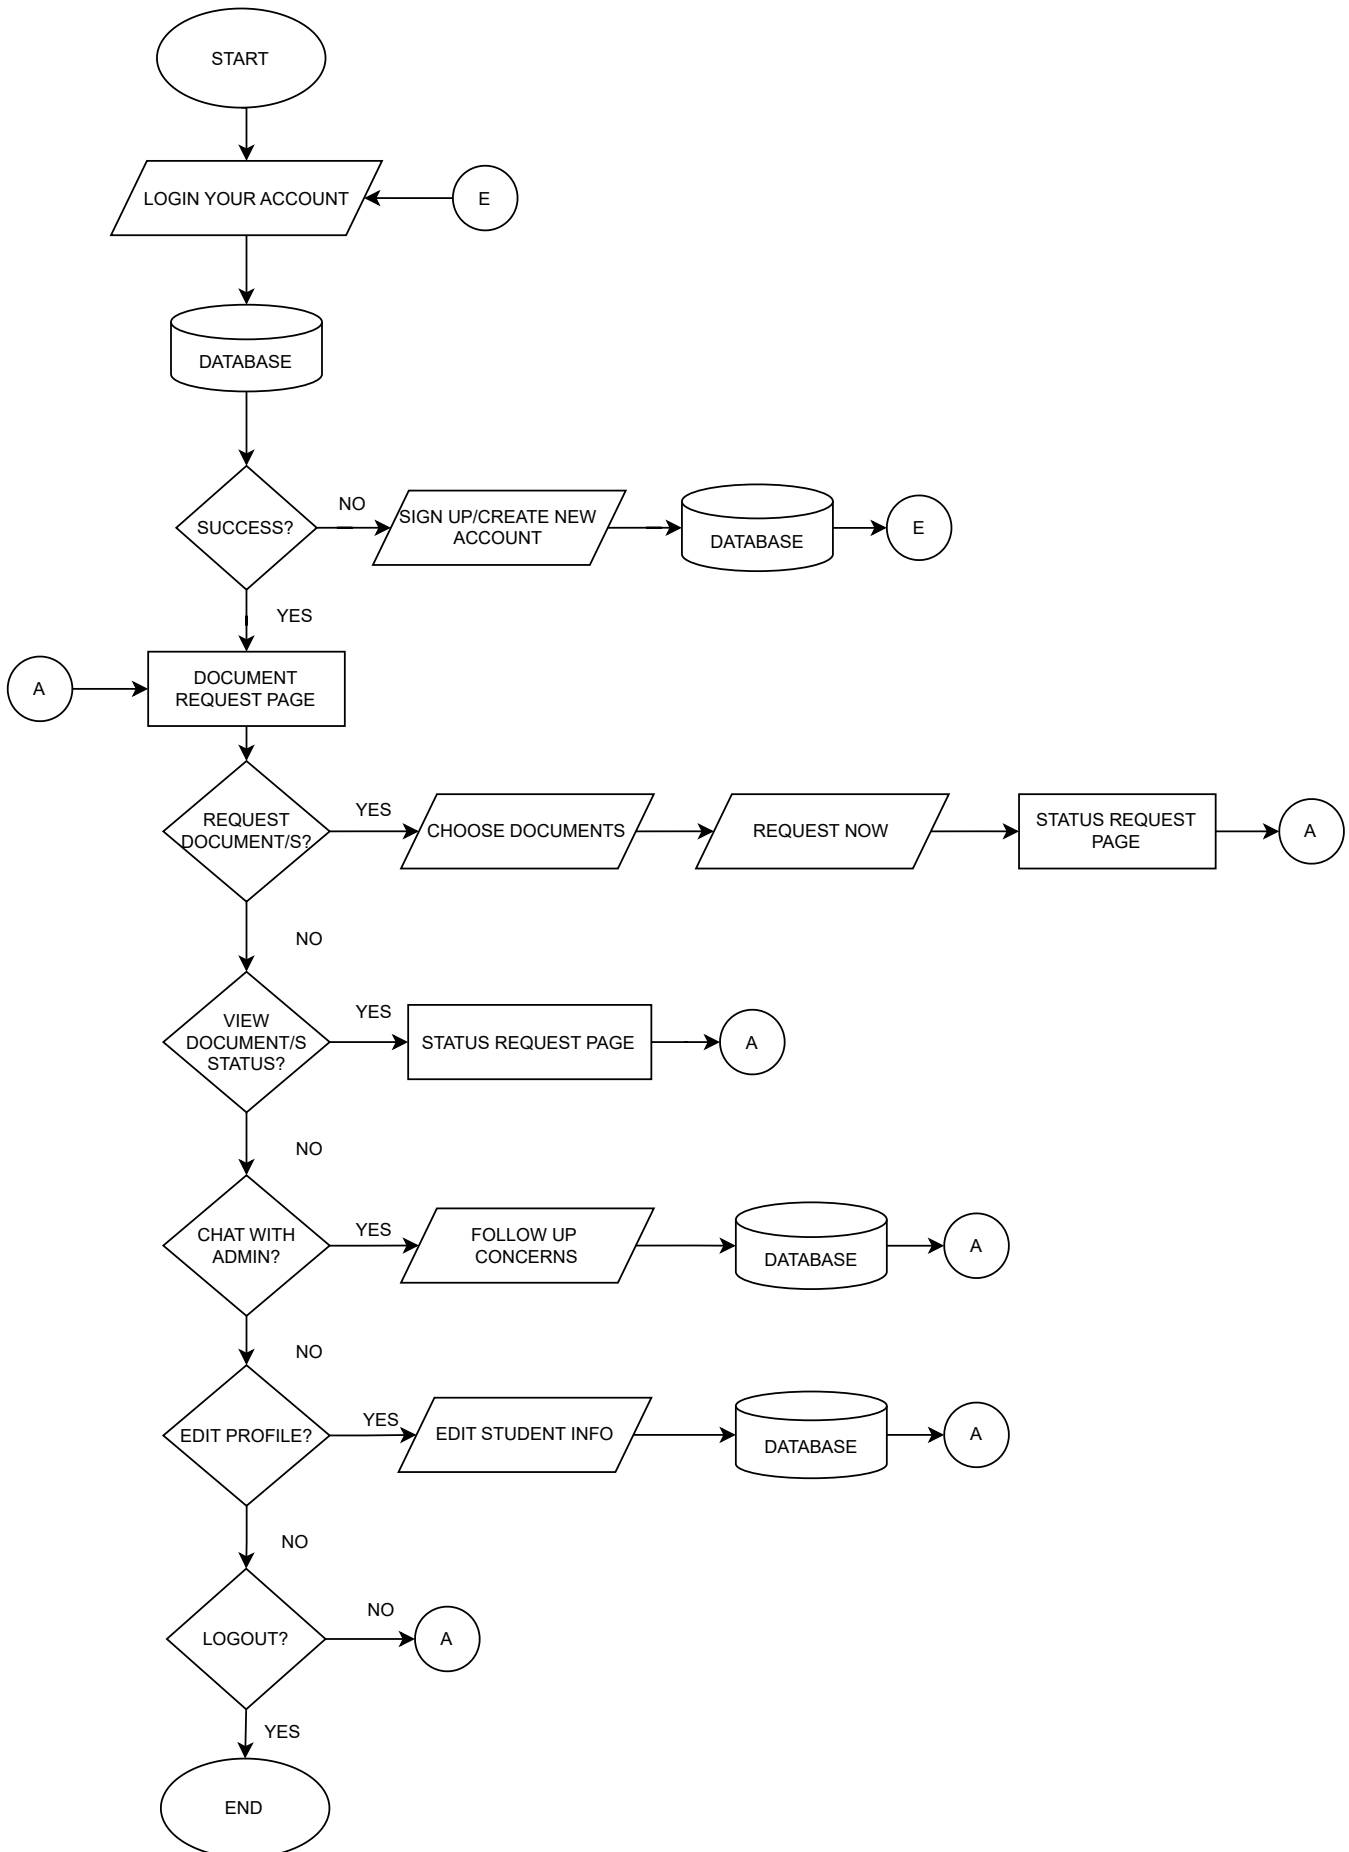 START
LOGIN YOUR ACCOUNT
E
DATABASE
SUCCESS?
NO
SIGN UP/CREATE NEW
ACCOUNT
DATABASE
E
YES
A
DOCUMENT
REQUEST PAGE
REQUEST
DOCUMENT/S?
YES
CHOOSE DOCUMENTS
REQUEST NOW
STATUS REQUEST
PAGE
A
NO
VIEW
DOCUMENT/S
STATUS?
YES
STATUS REQUEST PAGE
A
NO
CHAT WITH
ADMIN?
YES
FOLLOW UP
CONCERNS
DATABASE
A
NO
EDIT PROFILE?
YES
EDIT STUDENT INFO
DATABASE
A
NO
LOGOUT?
NO
A
YES
END